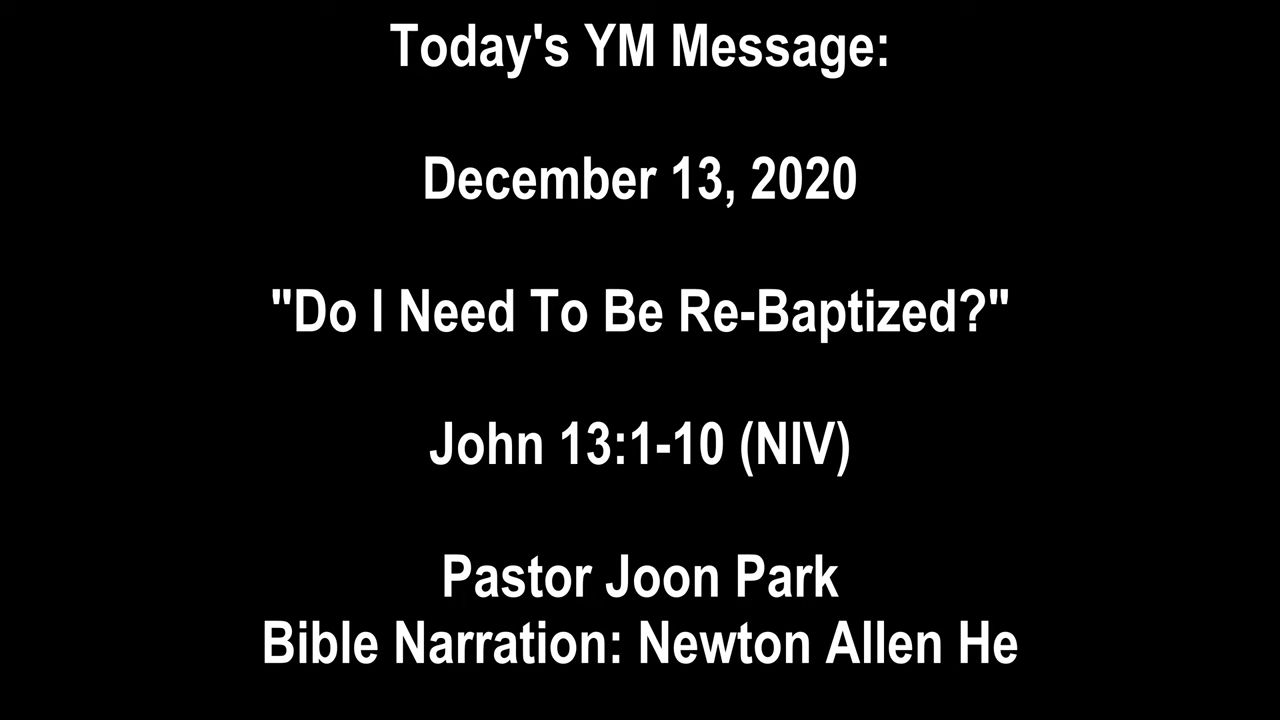 Today's YM Message:
December 13, 2020
"Do I Need To Be Re-Baptized?"
John 13:1-10 (NIV)
Pastor Joon Park
Bible Narration: Newton Allen He